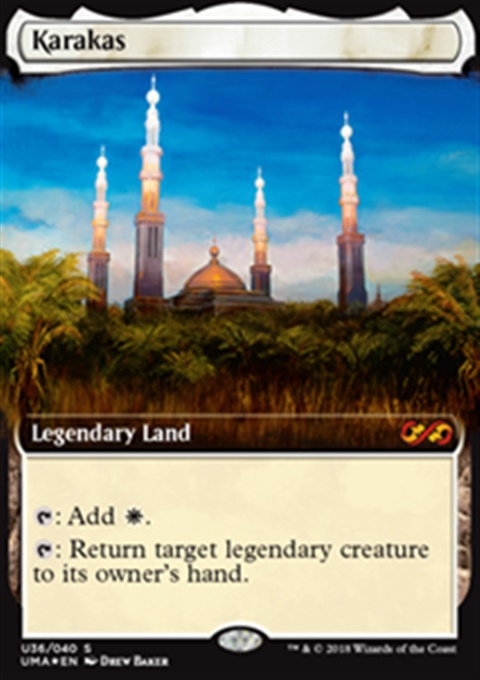 Karakas
Legendary Land
: Add .
: Return target legendary creature
to its owner's hand.
U36/040 S
™ & © 2018 Wizards of the Coast
UMA★EN Drew Baker